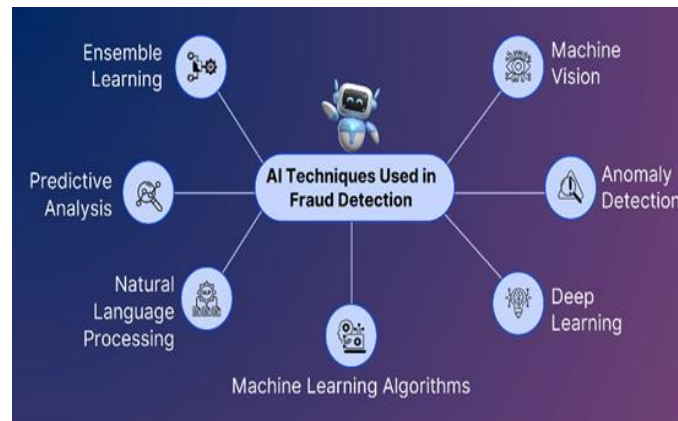 Ensemble
Learning
Machine
Vision
AI Techniques Used in
Fraud Detection
Predictive
Analysis
Anomaly
Detection
Natural
Language
Processing
Deep
Learning
Machine Learning Algorithms